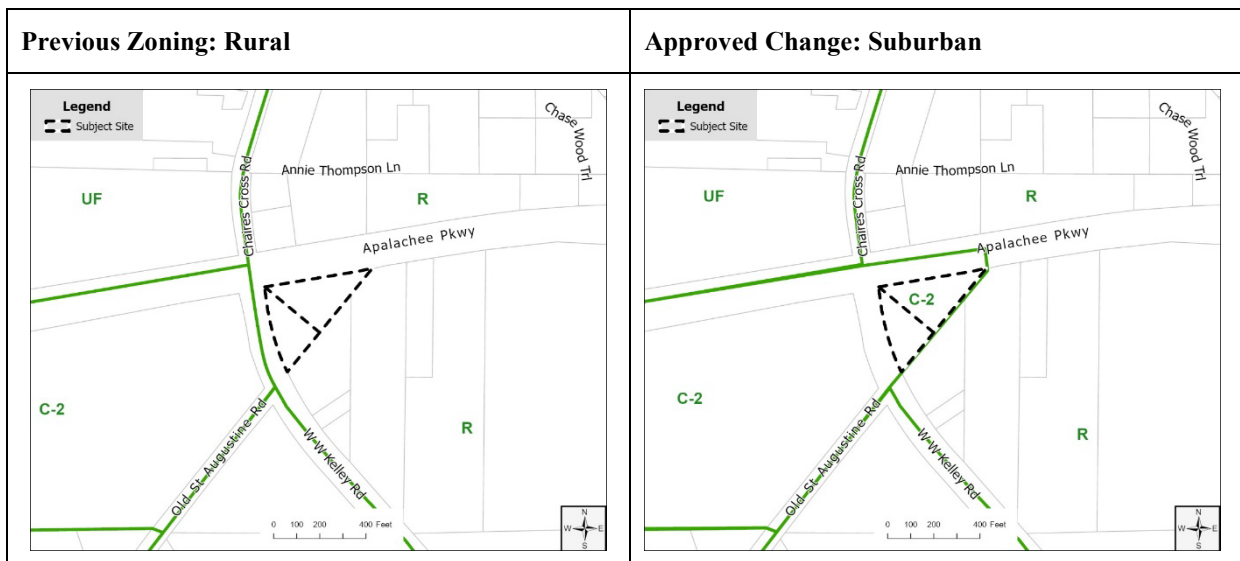 Previous Zoning: Rural
Approved Change: Suburban
Legend
Subject Site
Chaires Cross Rd
Annie Thompson Ln
Chase Wood Trl
UF
R
Apalachee Pkwy
C-2
R
Old St Augustine Rd
W W Kelley Rd
0 100 200 400 Feet
N
W E
S
Legend
Subject Site
Chaires Cross Rd
Annie Thompson Ln
Chase Wood Trl
UF
R
Apalachee Pkwy
C-2
C-2
R
Old St Augustine Rd
W W Kelley Rd
0 100 200 400 Feet
N
W E
S